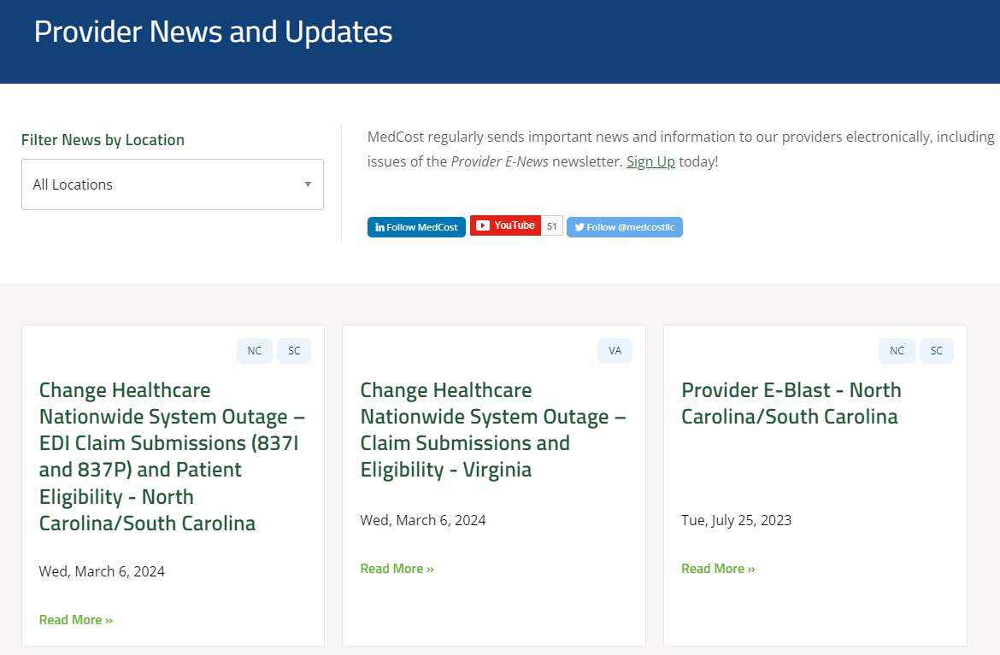 Provider News and Updates
Filter News by Location
All Locations
MedCost regularly sends important news and information to our providers electronically, including
issues of the Provider E-News newsletter. Sign Up today!
in Follow MedCost
YouTube
51
Follow @medcostllc
NC
SC
Change Healthcare
Nationwide System Outage –
EDI Claim Submissions (837I
and 837P) and Patient
Eligibility - North
Carolina/South Carolina
Wed, March 6, 2024
Read More »
VA
Change Healthcare
Nationwide System Outage –
Claim Submissions and
Eligibility - Virginia
Wed, March 6, 2024
Read More »
NC
SC
Provider E-Blast - North
Carolina/South Carolina
Tue, July 25, 2023
Read More »